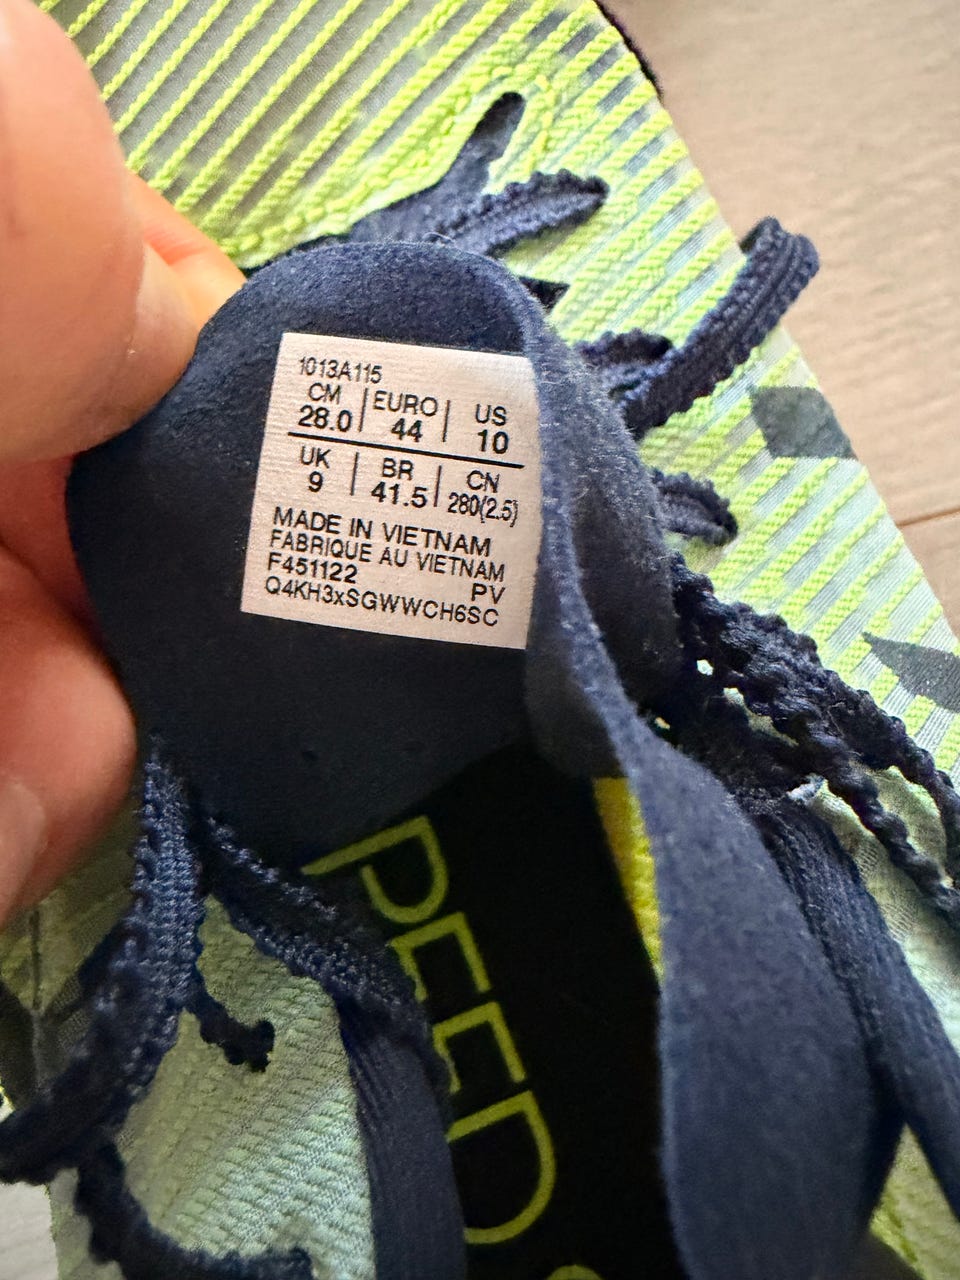 1013A115
CM | EURO | US
28.0 | 44 | 10
UK | BR | CN
9 | 41.5 | 280(2.5)
MADE IN VIETNAM
FABRIQUE AU VIETNAM
F451122 PV
Q4KH3xSGWWCH6SC
PEED